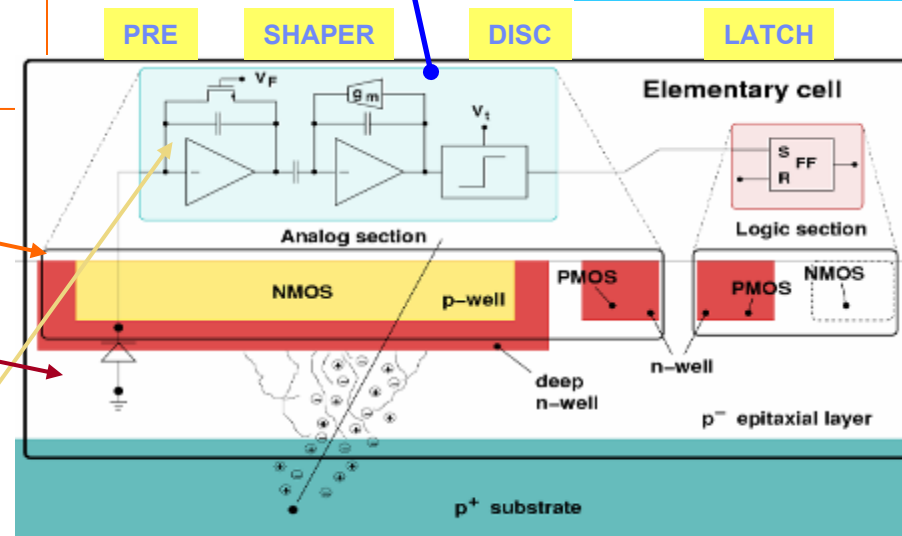 PRE
SHAPER
DISC
LATCH
V_F
g_m
V_t
Elementary cell
S
FF
R
Analog section
Logic section
NMOS
p-well
PMOS
PMOS
NMOS
n-well
deep
n-well
p⁻ epitaxial layer
p⁺ substrate